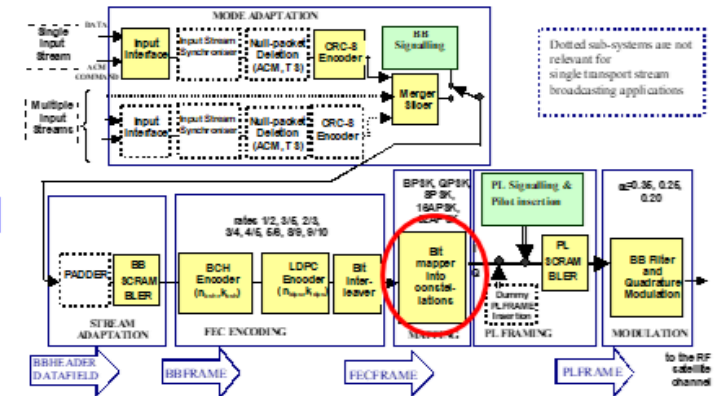 MODE ADAPTATION
Single
Input
Stream
DATA
ACM
COMMAND
Input
Interface
Input Stream
Synchroniser
Null-packet
Deletion
(ACM, TS)
CRC-8
Encoder
BB
Signalling
Merger
Slicer
Multiple
Input
Streams
Input
Interface
Input Stream
Synchroniser
Null-packet
Deletion
(ACM, TS)
CRC-8
Encoder
Dotted sub-systems are not
relevant for
single transport stream
broadcasting applications
PADDER
BB
SCRAM
BLER
STREAM
ADAPTATION
rates 1/2, 3/5, 2/3,
3/4, 4/5, 5/6, 8/9, 9/10
BCH
Encoder
LDPC
Encoder
Bit
Inter-
leaver
FEC ENCODING
BPSK, QPSK,
8PSK,
16APSK,
32APSK
Bit
mapper
into
constel-
lations
MAPPING
Q
PL Signalling &
Pilot insertion
Dummy
PLFRAME
Insertion
PL
SCRAM
BLER
PL FRAMING
α=0.35, 0.25,
0.20
BB Filter
and
Quadrature
Modulation
MODULATION
to the RF
satellite
channel
BBHEADER
DATAFIELD
BBFRAME
FECFRAME
PLFRAME